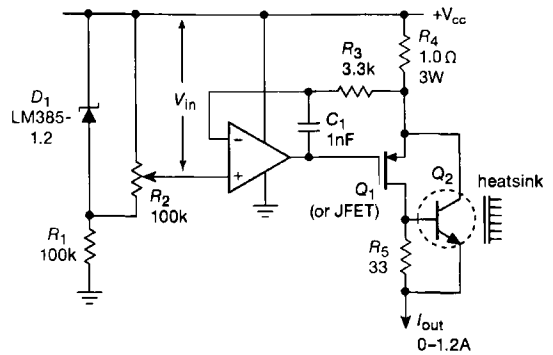 +Vcc
R3
3.3k
R4
1.0 Ω
3W
D1
LM385-
1.2
Vin
C1
1nF
−
+
R2
100k
Q1
(or JFET)
Q2
heatsink
R1
100k
R5
33
Iout
0–1.2A